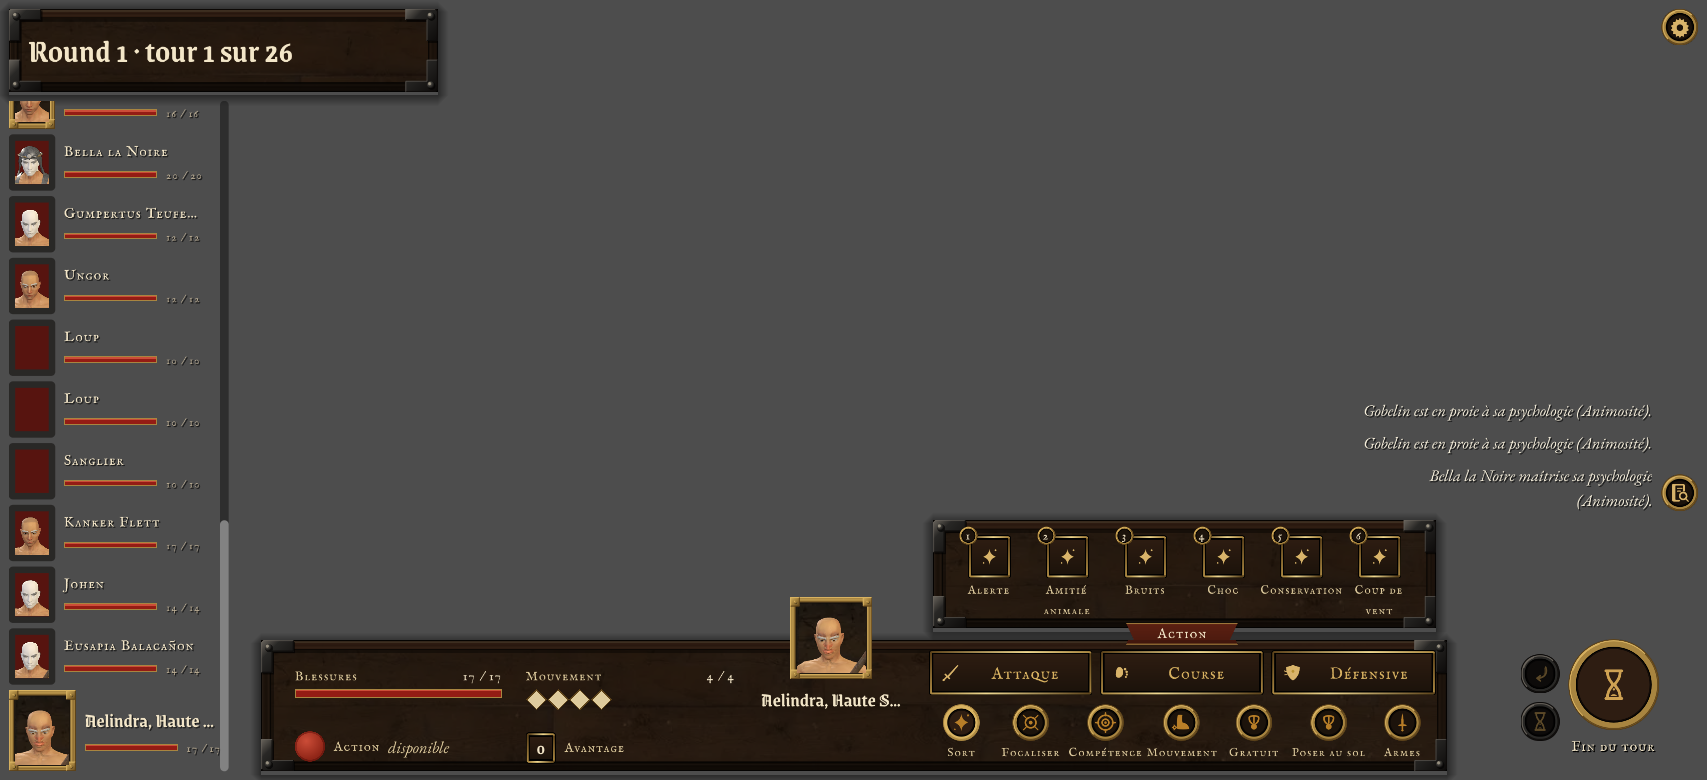 Round 1 · tour 1 sur 26
16 / 16
Bella la Noire
20 / 20
Gumpertus Teufe...
12 / 12
Ungor
12 / 12
Loup
10 / 10
Loup
10 / 10
Sanglier
10 / 10
Kanker Flett
17 / 17
Johen
14 / 14
Eusapia Balacañón
14 / 14
Aelindra, Haute ...
17 / 17
Gobelin est en proie à sa psychologie (Animosité).
Gobelin est en proie à sa psychologie (Animosité).
Bella la Noire maîtrise sa psychologie
(Animosité).
1 2 3 4 5 6
Alerte Amitié animale Bruits Choc Conservation Coup de vent
Action
Blessures 17 / 17
Mouvement 4 / 4
Action disponible
0 Avantage
Aelindra, Haute S...
Attaque Course Défensive
Sort Focaliser Compétence Mouvement Gratuit Poser au sol Armes
Fin du tour